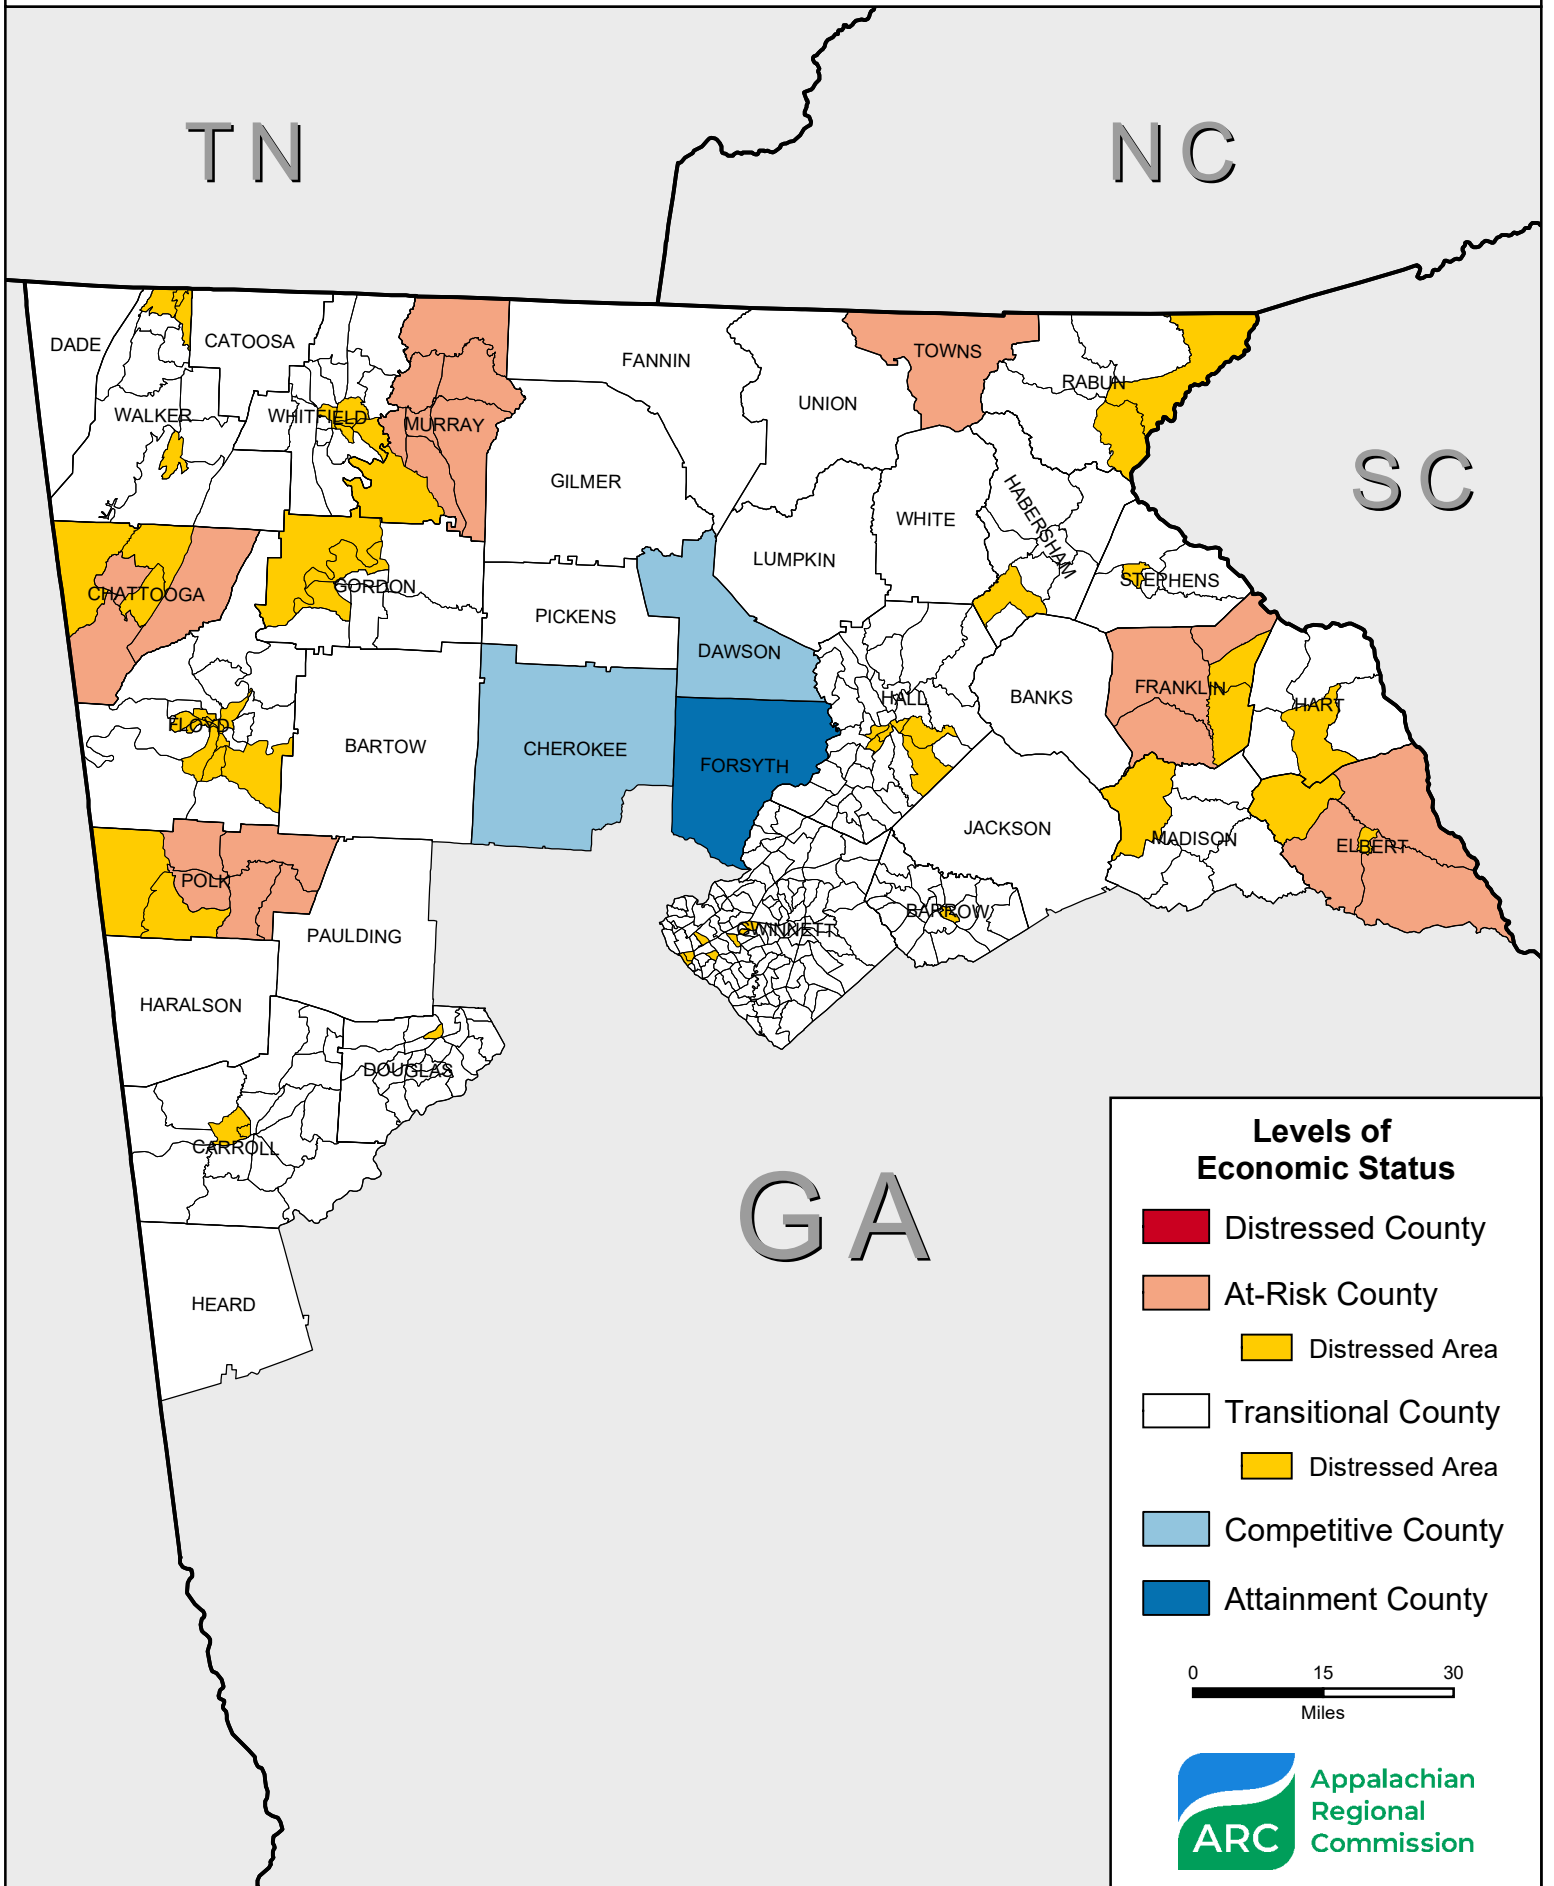 TN
NC
SC
GA
DADE
CATOOSA
WALKER
WHITFIELD
MURRAY
FANNIN
TOWNS
RABUN
UNION
GILMER
WHITE
HABERSHAM
LUMPKIN
STEPHENS
CHATTOOGA
GORDON
PICKENS
DAWSON
HALL
BANKS
FRANKLIN
HART
FLOYD
BARTOW
CHEROKEE
FORSYTH
JACKSON
MADISON
ELBERT
POLK
PAULDING
GWINNETT
BARROW
HARALSON
DOUGLAS
CARROLL
HEARD
Levels of
Economic Status
Distressed County
At-Risk County
Distressed Area
Transitional County
Distressed Area
Competitive County
Attainment County
0 15 30
Miles
ARC
Appalachian
Regional
Commission